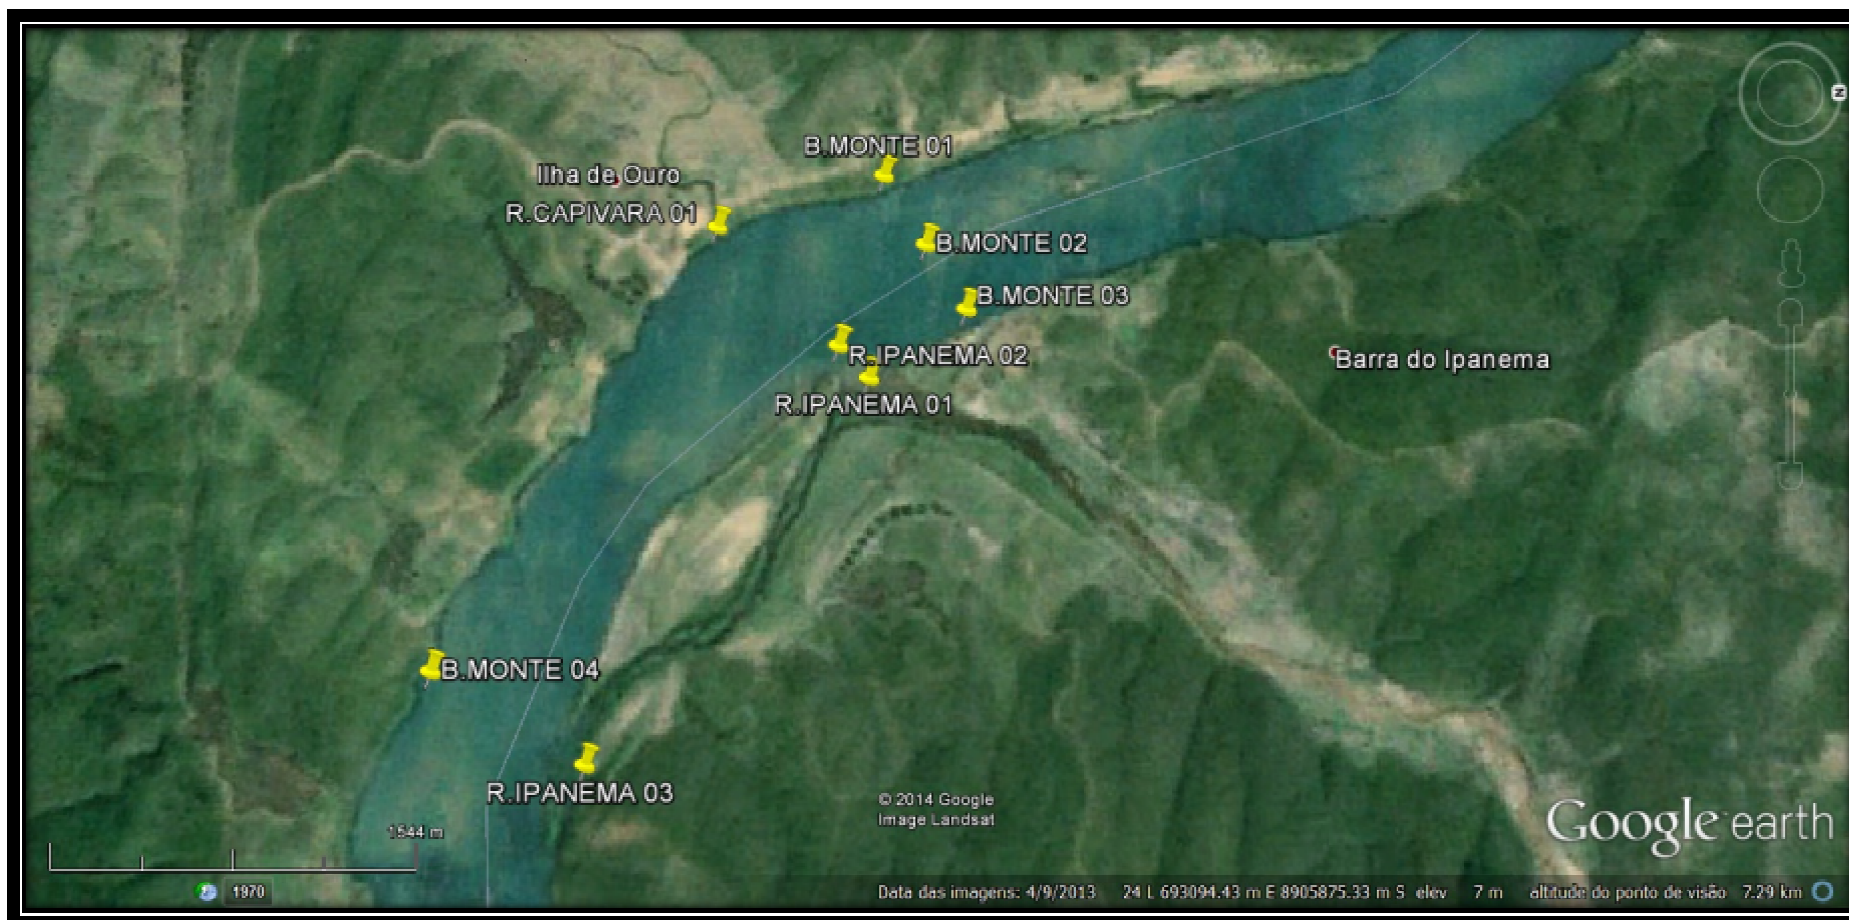 N
B.MONTE 01
Ilha de Ouro
R.CAPIVARA 01
B.MONTE 02
B.MONTE 03
R.IPANEMA 02
Barra do Ipanema
R.IPANEMA 01
B.MONTE 04
R.IPANEMA 03
© 2014 Google
Image Landsat
Google earth
1544 m
1970
Data das imagens: 4/9/2013 24 L 693094.43 m E 8905875.33 m S elev 7 m altitude do ponto de visão 7.29 km